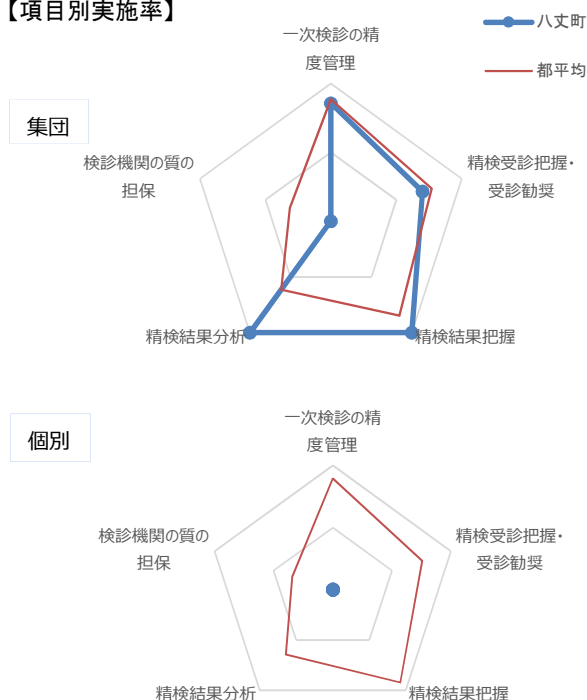 【項目別実施率】
八丈町
都平均
集団
一次検診の精
度管理
精検受診把握・
受診勧奨
精検結果把握
精検結果分析
検診機関の質の
担保
個別
一次検診の精
度管理
精検受診把握・
受診勧奨
精検結果把握
精検結果分析
検診機関の質の
担保